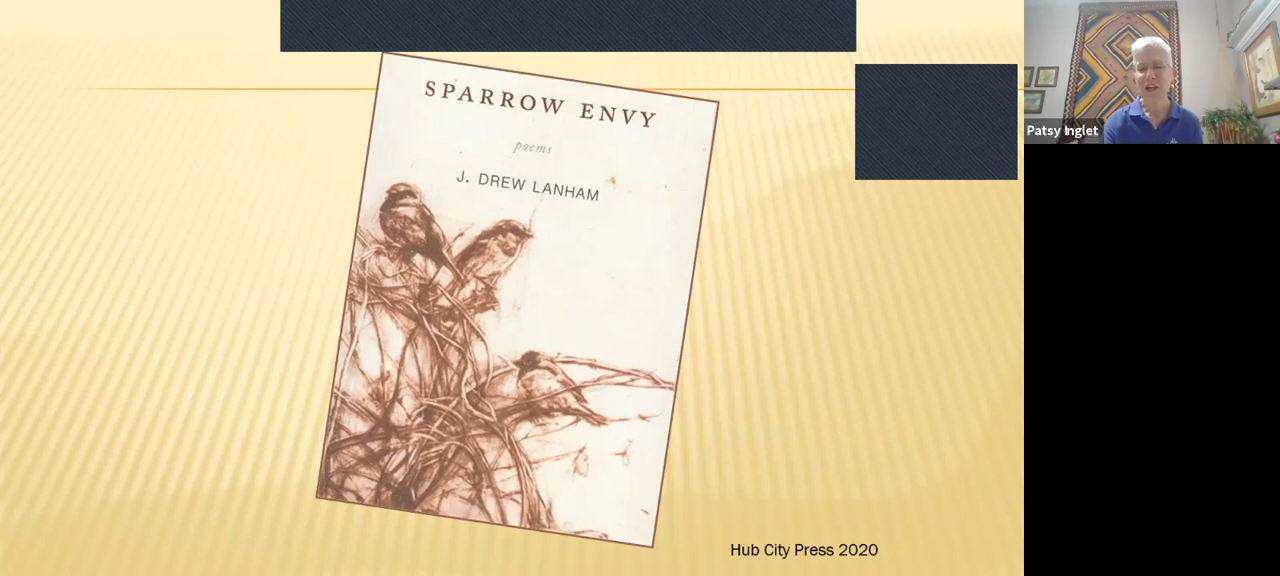 SPARROW ENVY
poems
J. DREW LANHAM
Patsy Inglet
Hub City Press 2020